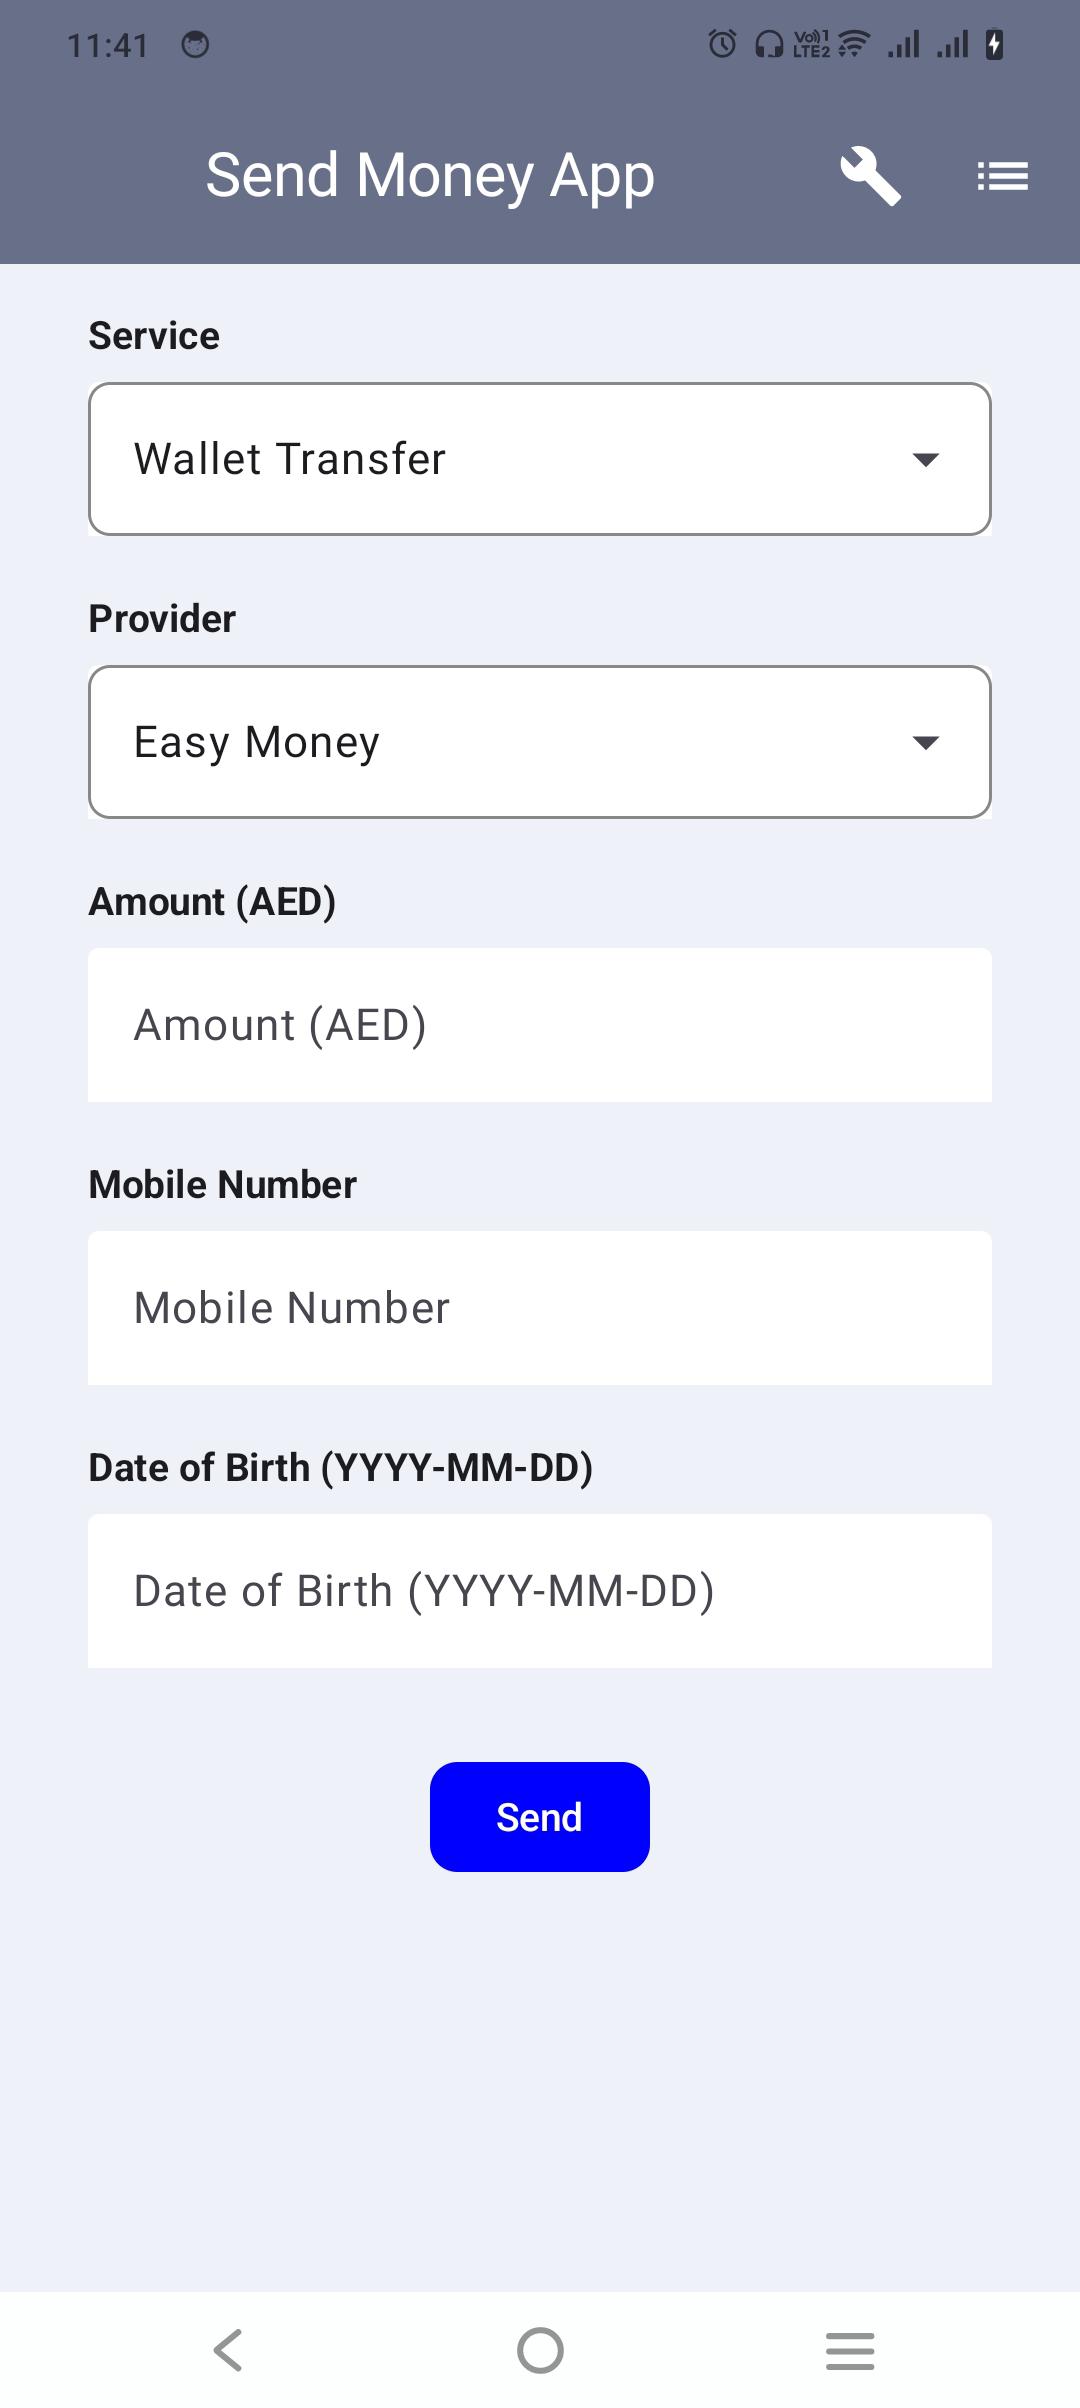 11:41
Vo))1
LTE2
Send Money App
Service
Wallet Transfer
Provider
Easy Money
Amount (AED)
Amount (AED)
Mobile Number
Mobile Number
Date of Birth (YYYY-MM-DD)
Date of Birth (YYYY-MM-DD)
Send